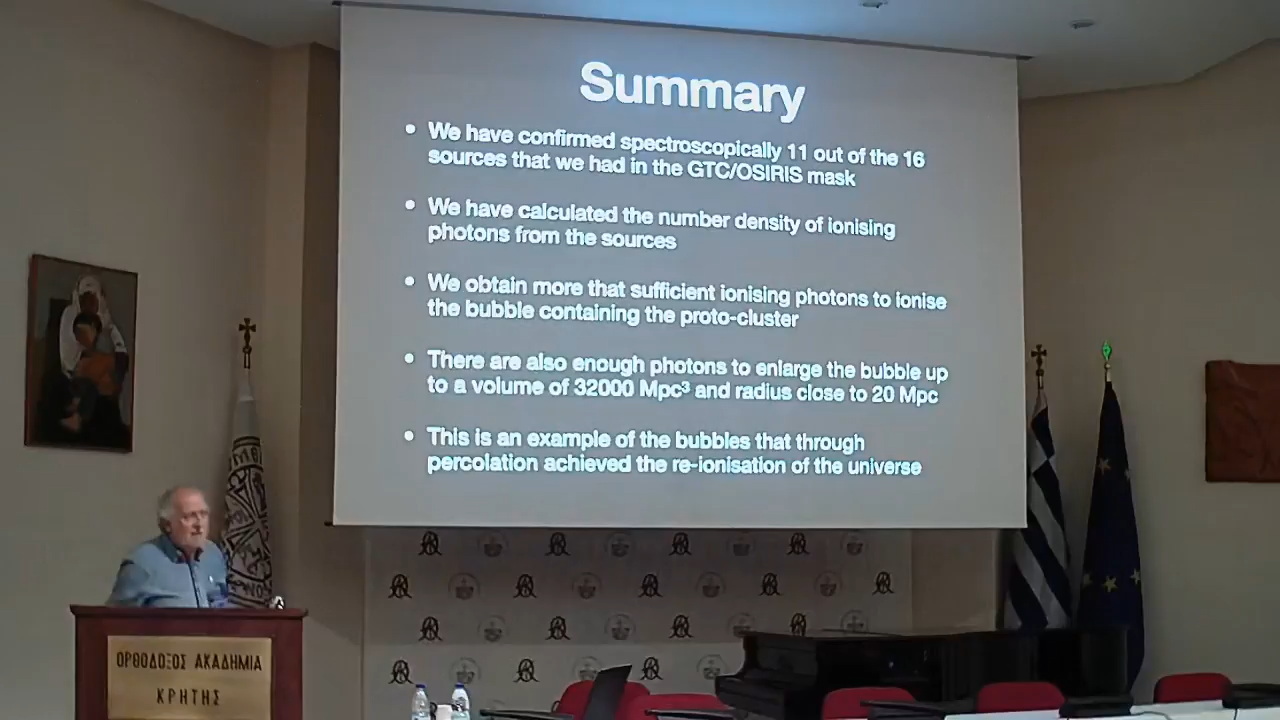 Summary
• We have confirmed spectroscopically 11 out of the 16
sources that we had in the GTC/OSIRIS mask
• We have calculated the number density of ionising
photons from the sources
• We obtain more that sufficient ionising photons to ionise
the bubble containing the proto-cluster
• There are also enough photons to enlarge the bubble up
to a volume of 32000 Mpc³ and radius close to 20 Mpc
• This is an example of the bubbles that through
percolation achieved the re-ionisation of the universe
ΟΡΘΟΔΟΞΟΣ ΑΚΑΔΗΜΙΑ
ΚΡΗΤΗΣ